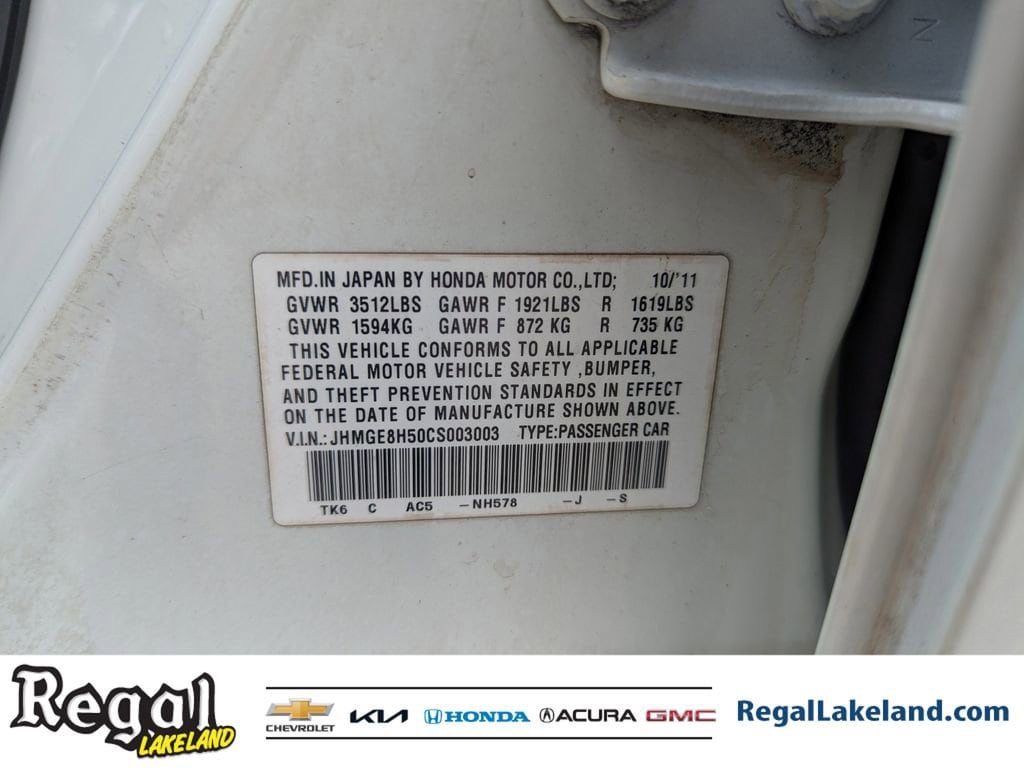 N
MFD.IN JAPAN BY HONDA MOTOR CO.,LTD; 10/'11
GVWR 3512LBS GAWR F 1921LBS R 1619LBS
GVWR 1594KG GAWR F 872 KG R 735 KG
THIS VEHICLE CONFORMS TO ALL APPLICABLE
FEDERAL MOTOR VEHICLE SAFETY ,BUMPER,
AND THEFT PREVENTION STANDARDS IN EFFECT
ON THE DATE OF MANUFACTURE SHOWN ABOVE.
V.I.N.: JHMGE8H50CS003003 TYPE:PASSENGER CAR
TK6 C AC5 -NH578 -J -S
Regal LAKELAND
CHEVROLET KIA HONDA ACURA GMC
RegalLakeland.com